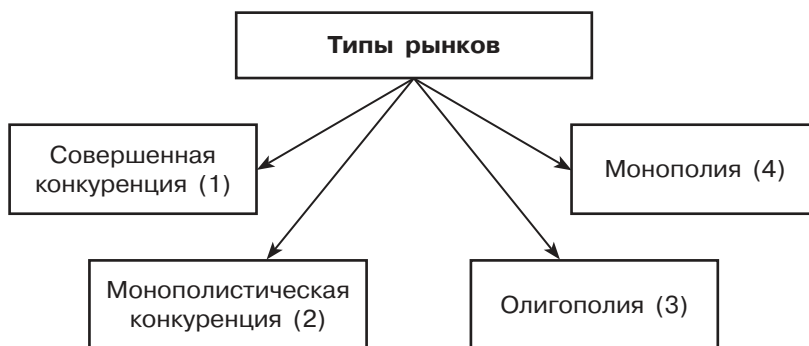 Типы рынков
Совершенная
конкуренция (1)
Монополия (4)
Монополистическая
конкуренция (2)
Олигополия (3)